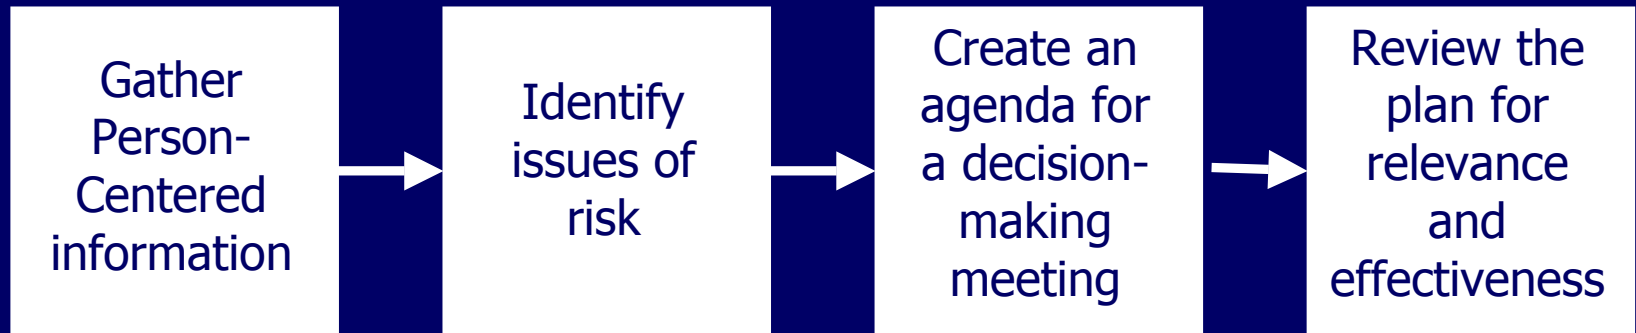 Gather
Person-
Centered
information
Identify
issues of
risk
Create an
agenda for
a decision-
making
meeting
Review the
plan for
relevance
and
effectiveness